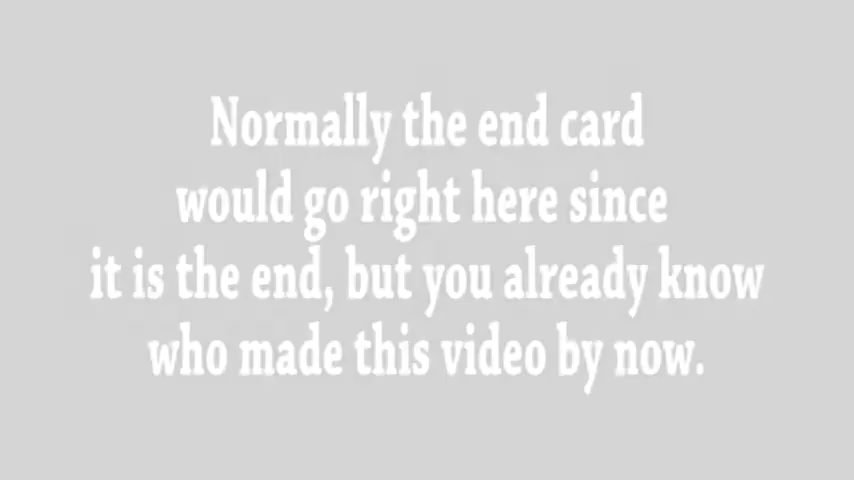 Normally the end card
would go right here since
it is the end, but you already know
who made this video by now.